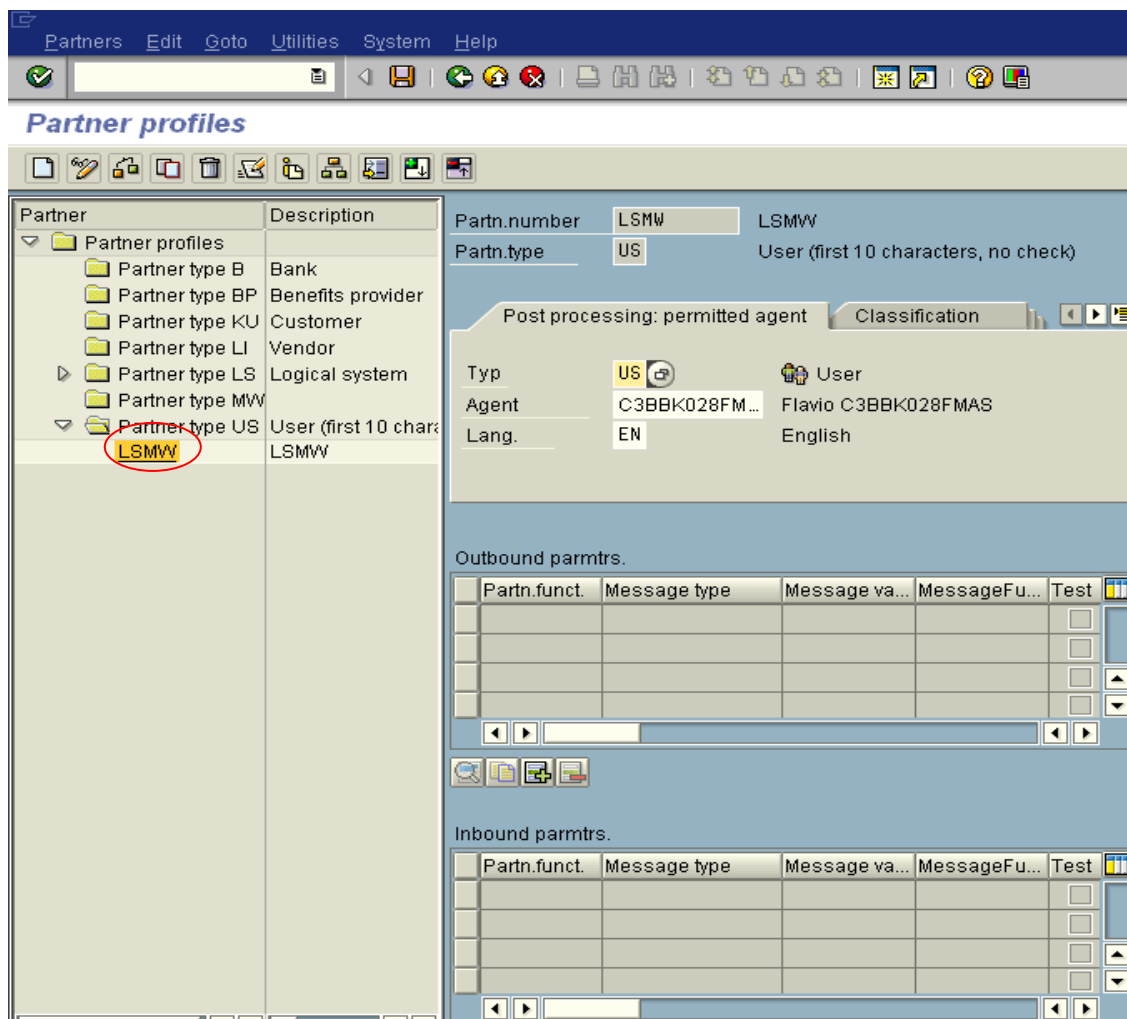 Partners Edit Goto Utilities System Help
Partner profiles
Partner Description
Partner profiles
Partner type B Bank
Partner type BP Benefits provider
Partner type KU Customer
Partner type LI Vendor
Partner type LS Logical system
Partner type MW
Partner type US User (first 10 chara
LSMW LSMW
Partn.number LSMW LSMW
Partn.type US User (first 10 characters, no check)
Post processing: permitted agent Classification
Typ US User
Agent C3BBK028FM... Flavio C3BBK028FMAS
Lang. EN English
Outbound parmtrs.
Partn.funct. Message type Message va... MessageFu... Test
Inbound parmtrs.
Partn.funct. Message type Message va... MessageFu... Test